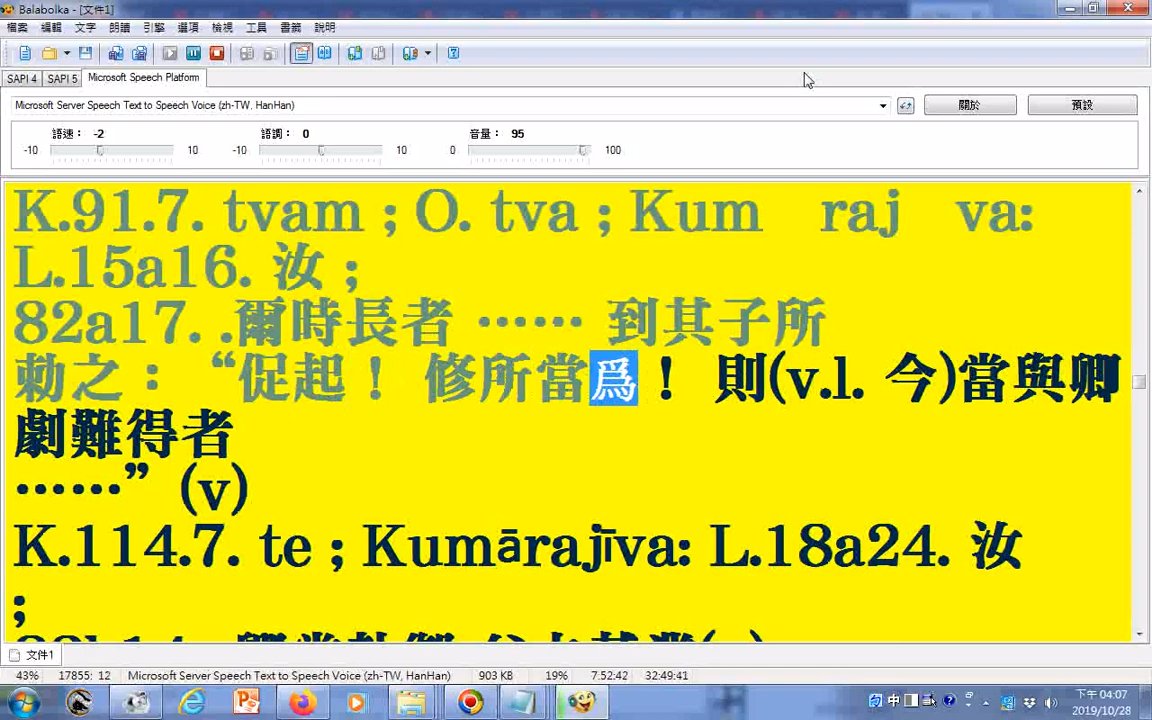 Balabolka - [文件1]
檔案 編輯 文字 朗讀 引擎 選項 檢視 工具 書籤 說明
SAPI 4 SAPI 5 Microsoft Speech Platform
Microsoft Server Speech Text to Speech Voice (zh-TW, HanHan) 關於 預設
語速： -2 語調： 0 音量： 95
-10 10 -10 10 0 100
K.91.7. tvam ; O. tva ; Kum raj va:
L.15a16. 汝 ;
82a17. .爾時長者 …… 到其子所
勅之： “促起！ 修所當爲！ 則(v.l. 今)當與卿
劇難得者
……” (v)
K.114.7. te ; Kumārajīva: L.18a24. 汝
;
文件1
43% 17855: 12 Microsoft Server Speech Text to Speech Voice (zh-TW, HanHan) 903 KB 19% 7.52:42 32:49:41
中 下午 04:07
2019/10/28